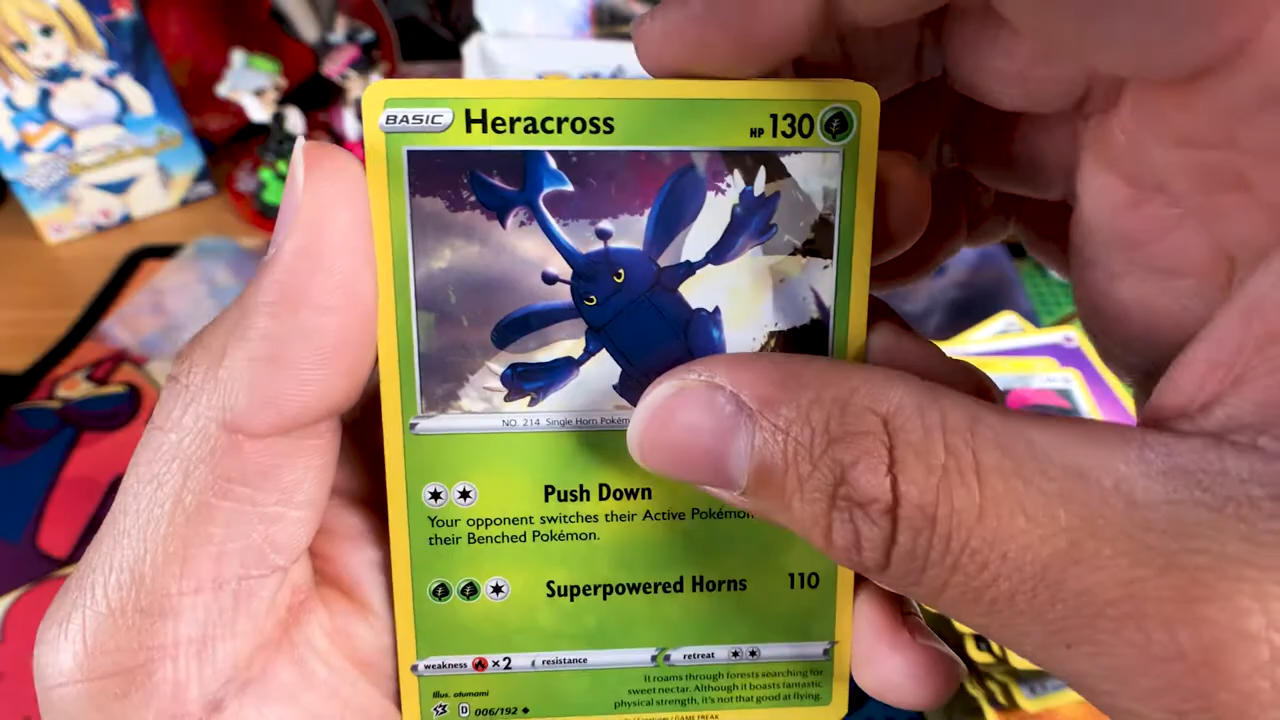 BASIC Heracross HP 130
NO. 214 Single Horn Pokém
Push Down
Your opponent switches their Active Pokémon
their Benched Pokémon.
Superpowered Horns 110
weakness ×2 resistance retreat
It roams through forests searching for
sweet nectar. Although it boasts fantastic
physical strength, it's not that good at flying.
Illus. otumami
D 006/192
GAME FREAK